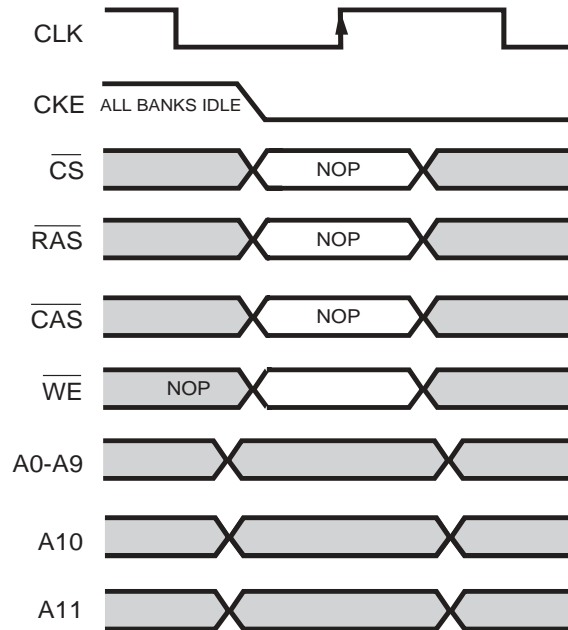 CLK
CKE ALL BANKS IDLE
CS NOP
RAS NOP
CAS NOP
WE NOP
A0-A9
A10
A11